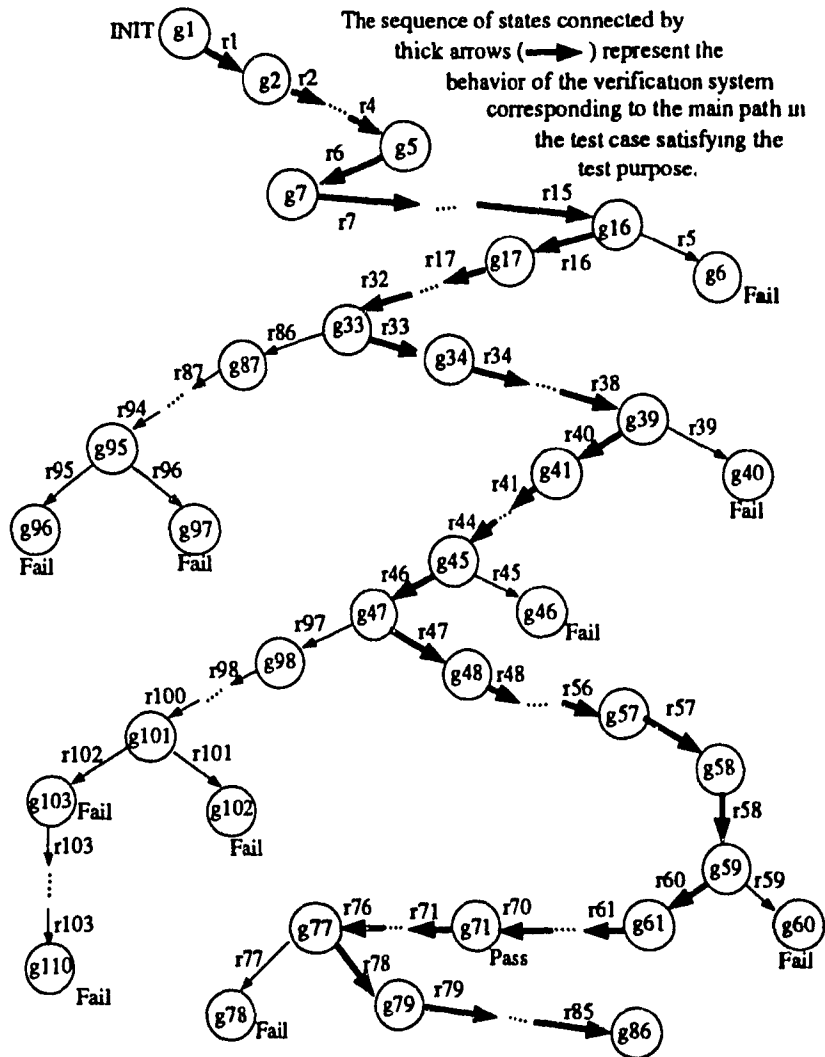 INIT g1 The sequence of states connected by
r1 thick arrows ( ) represent the
g2 r2 behavior of the verification system
r4 corresponding to the main path in
g5 the test case satisfying the
r6 test purpose.
g7
r7 .... r15
g16
r5
r17 g17 r16 g6
r32 Fail
g33
r86 r33
g87 g34 r34
r87 r38
r94 g39
g95 r40 r39
r95 r96 g41 g40
r41 Fail
g96 g97 r44
Fail Fail g45
r46 r45
g47 g46
r97 r47 Fail
g98 g48 r48
r98 r56
r100 g57 r57
g101
r102 r101 g58
g103 Fail g102 r58
Fail
r103 g59
r60 r59
r76 r71 r70 r61
r103 g77 g71 g61 g60
Pass Fail
g110 r77 r78
Fail g79 r79
g78 Fail r85 g86